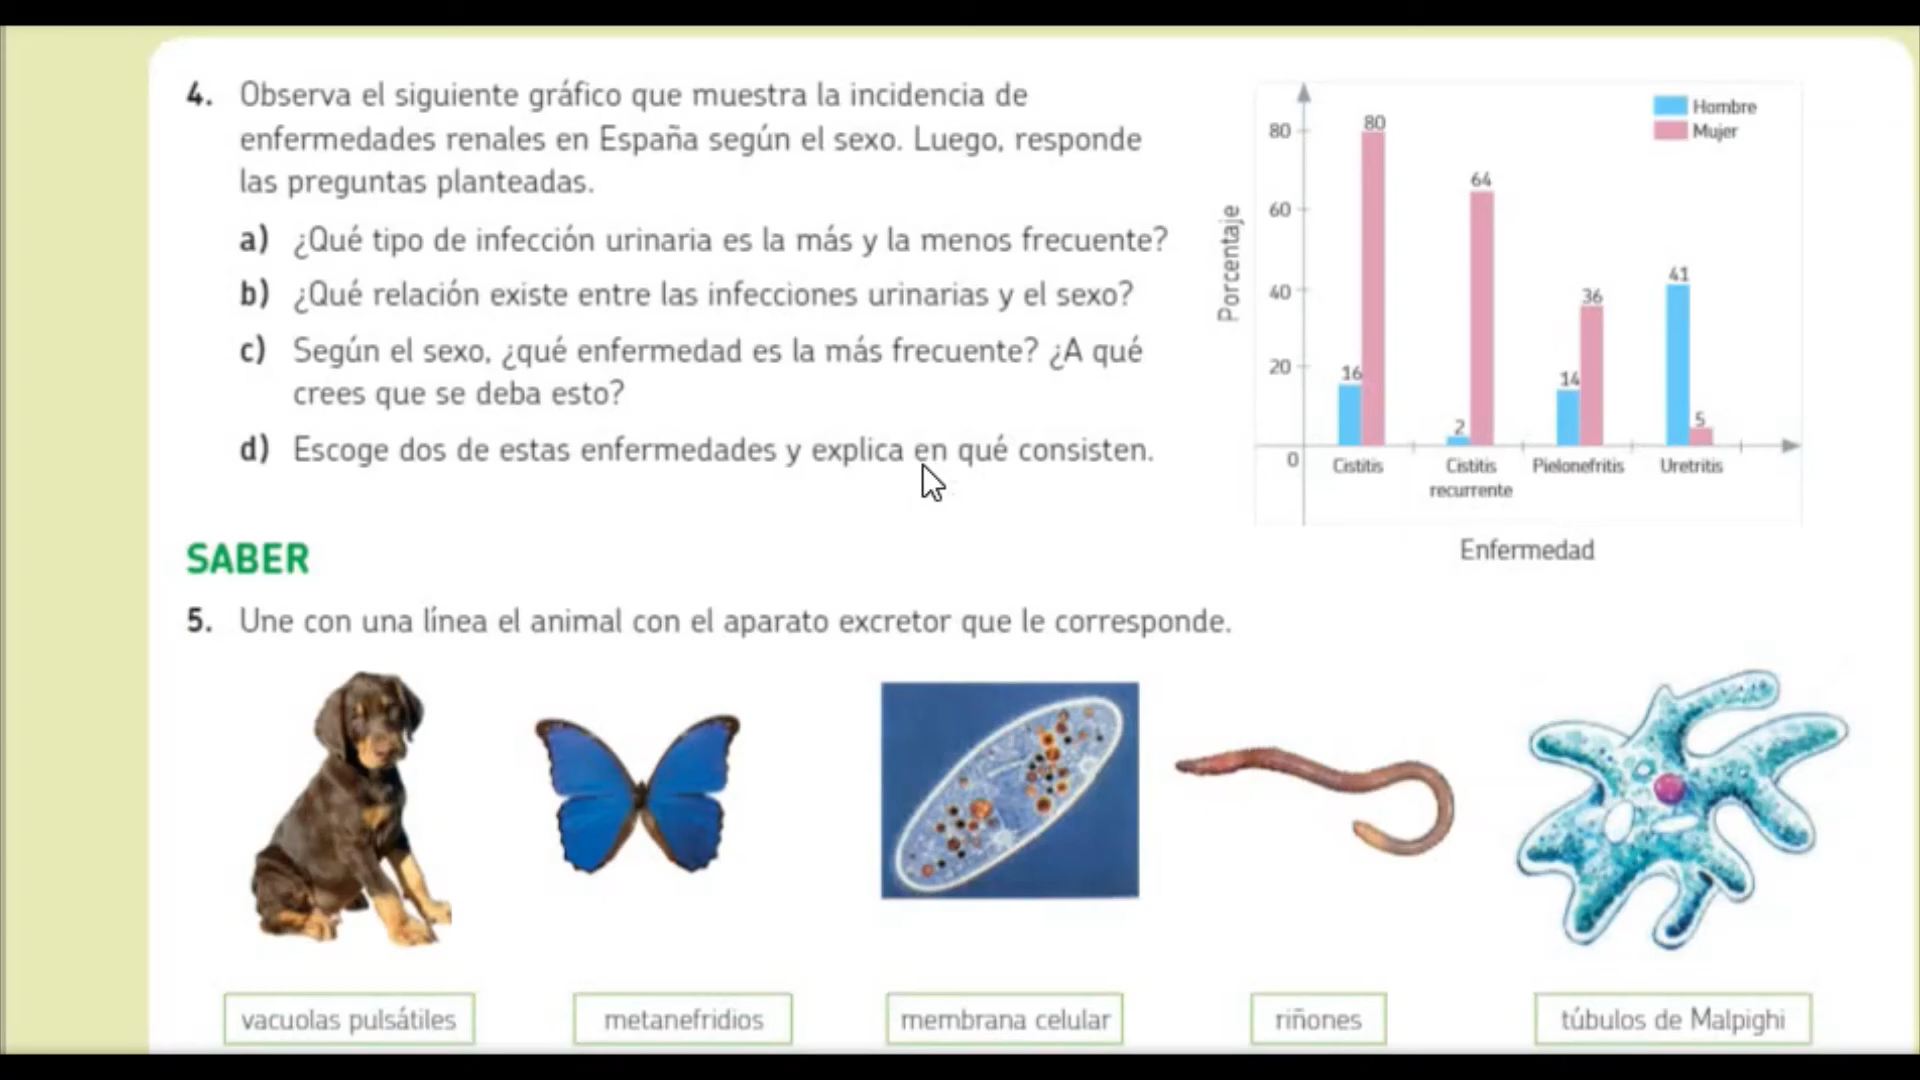 4. Observa el siguiente gráfico que muestra la incidencia de
enfermedades renales en España según el sexo. Luego, responde
las preguntas planteadas.
a) ¿Qué tipo de infección urinaria es la más y la menos frecuente?
b) ¿Qué relación existe entre las infecciones urinarias y el sexo?
c) Según el sexo, ¿qué enfermedad es la más frecuente? ¿A qué
crees que se deba esto?
d) Escoge dos de estas enfermedades y explica en qué consisten.
Hombre
Mujer
Porcentaje
80
60
40
20
0
16
80
2
64
14
36
41
5
Cistitis
Cistitis
recurrente
Pielonefritis
Uretritis
Enfermedad
SABER
5. Une con una línea el animal con el aparato excretor que le corresponde.
vacuolas pulsátiles
metanefridios
membrana celular
riñones
túbulos de Malpighi